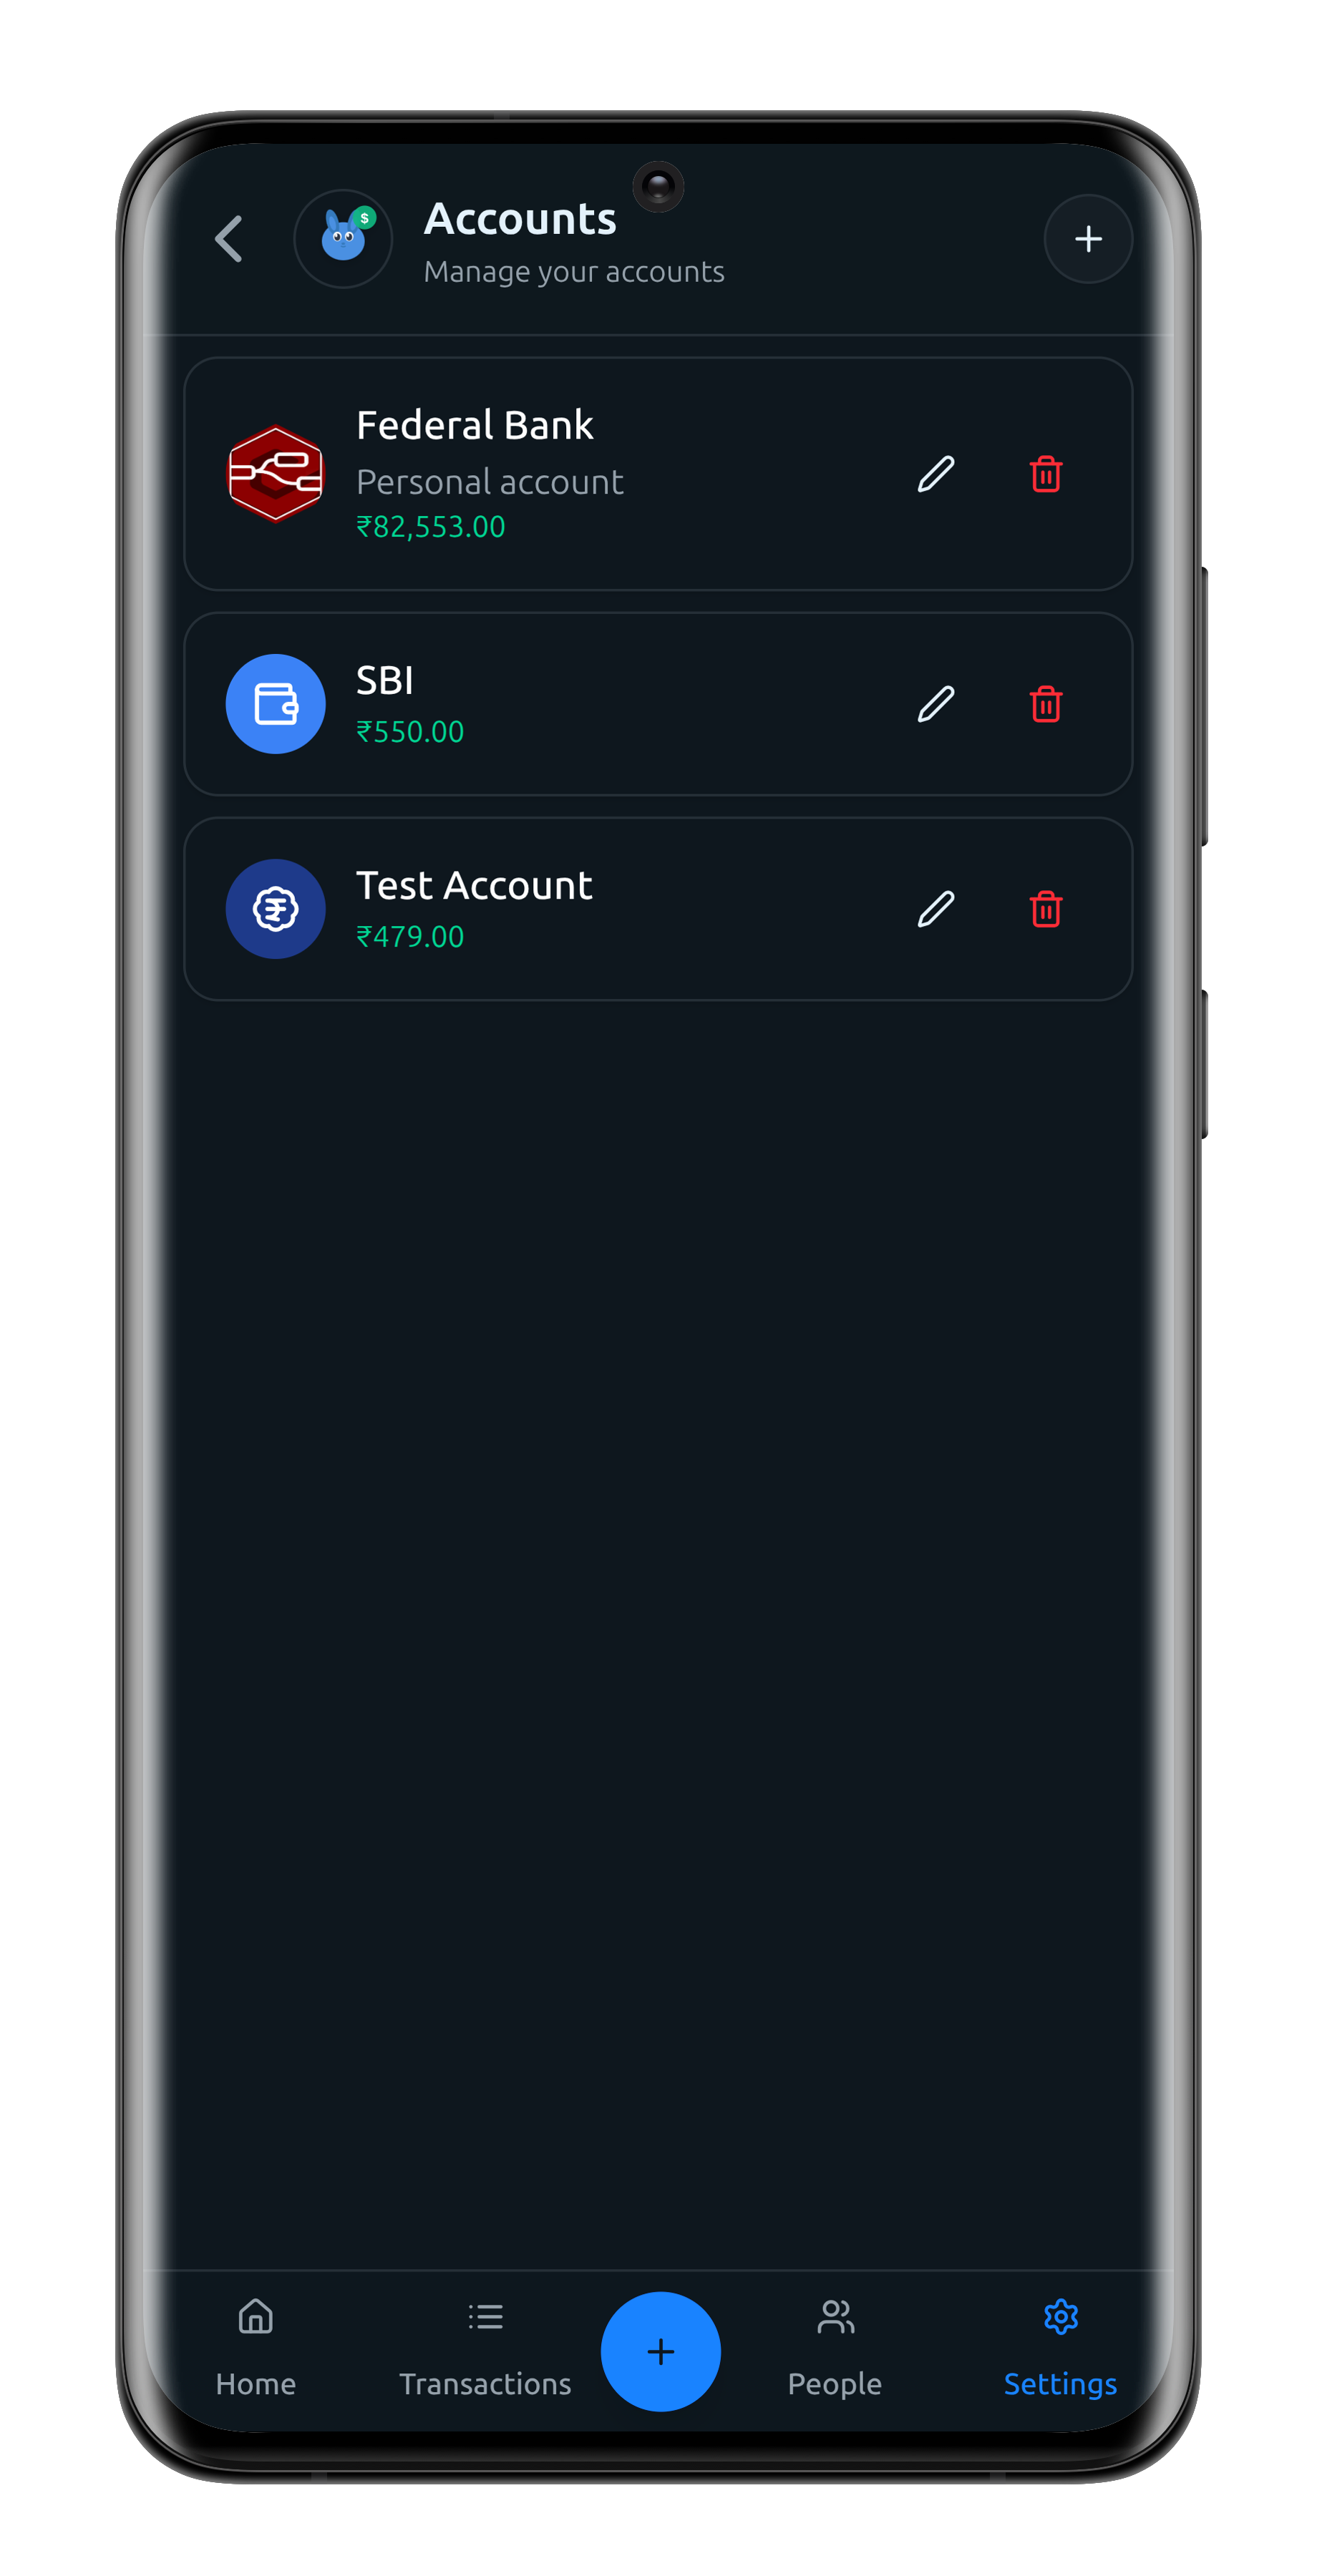 $
Accounts
Manage your accounts
Federal Bank
Personal account
₹82,553.00
SBI
₹550.00
₹
Test Account
₹479.00
Home
Transactions
People
Settings